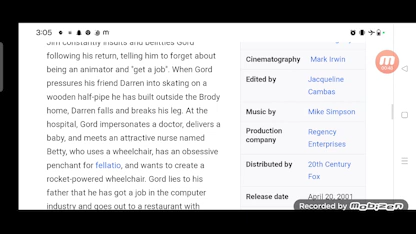 3:05
Jim constantly insults and belittles Gord
following his return, telling him to forget about
being an animator and "get a job". When Gord
pressures his friend Darren into skating on a
wooden half-pipe he has built outside the Brody
home, Darren falls and breaks his leg. At the
hospital, Gord impersonates a doctor, delivers a
baby, and meets an attractive nurse named
Betty, who uses a wheelchair, has an obsessive
penchant for fellatio, and wants to create a
rocket-powered wheelchair. Gord lies to his
father that he has got a job in the computer
industry and goes out to a restaurant with
Cinematography Mark Irwin
Edited by Jacqueline
Cambas
Music by Mike Simpson
Production Regency
company Enterprises
Distributed by 20th Century
Fox
Release date April 20, 2001
Recorded by Mobizen